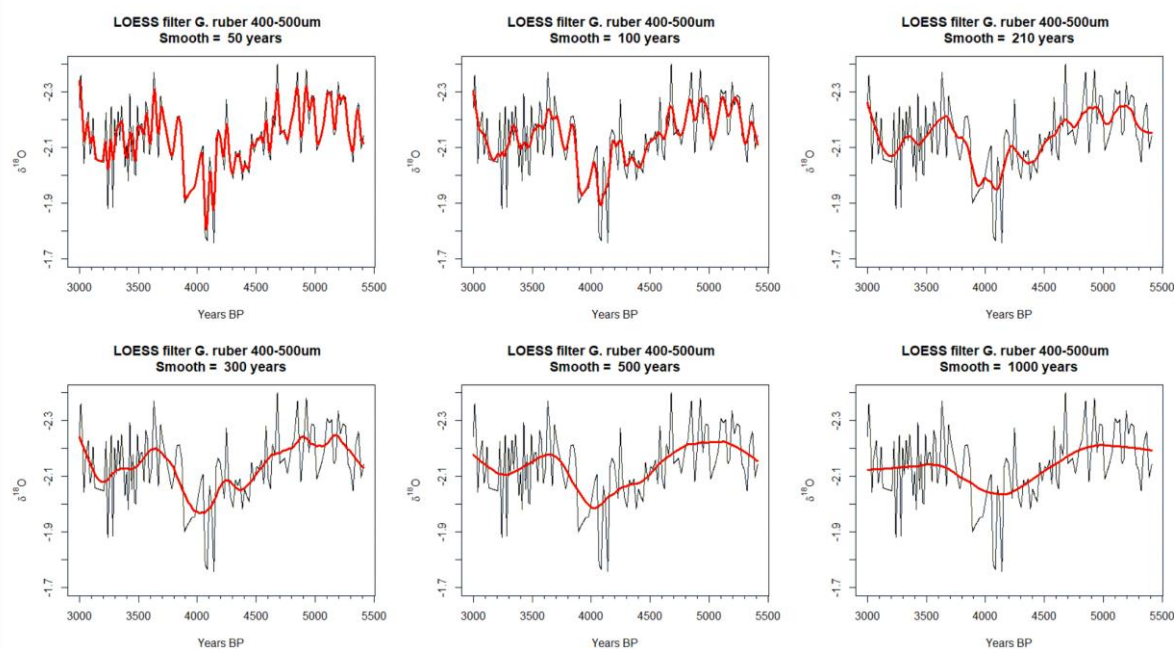 LOESS filter G. ruber 400-500um
Smooth = 50 years
-2.3
-2.1
-1.9
-1.7
δ18O
3000 3500 4000 4500 5000 5500
Years BP
LOESS filter G. ruber 400-500um
Smooth = 100 years
-2.3
-2.1
-1.9
-1.7
δ18O
3000 3500 4000 4500 5000 5500
Years BP
LOESS filter G. ruber 400-500um
Smooth = 210 years
-2.3
-2.1
-1.9
-1.7
δ18O
3000 3500 4000 4500 5000 5500
Years BP
LOESS filter G. ruber 400-500um
Smooth = 300 years
-2.3
-2.1
-1.9
-1.7
δ18O
3000 3500 4000 4500 5000 5500
Years BP
LOESS filter G. ruber 400-500um
Smooth = 500 years
-2.3
-2.1
-1.9
-1.7
δ18O
3000 3500 4000 4500 5000 5500
Years BP
LOESS filter G. ruber 400-500um
Smooth = 1000 years
-2.3
-2.1
-1.9
-1.7
δ18O
3000 3500 4000 4500 5000 5500
Years BP